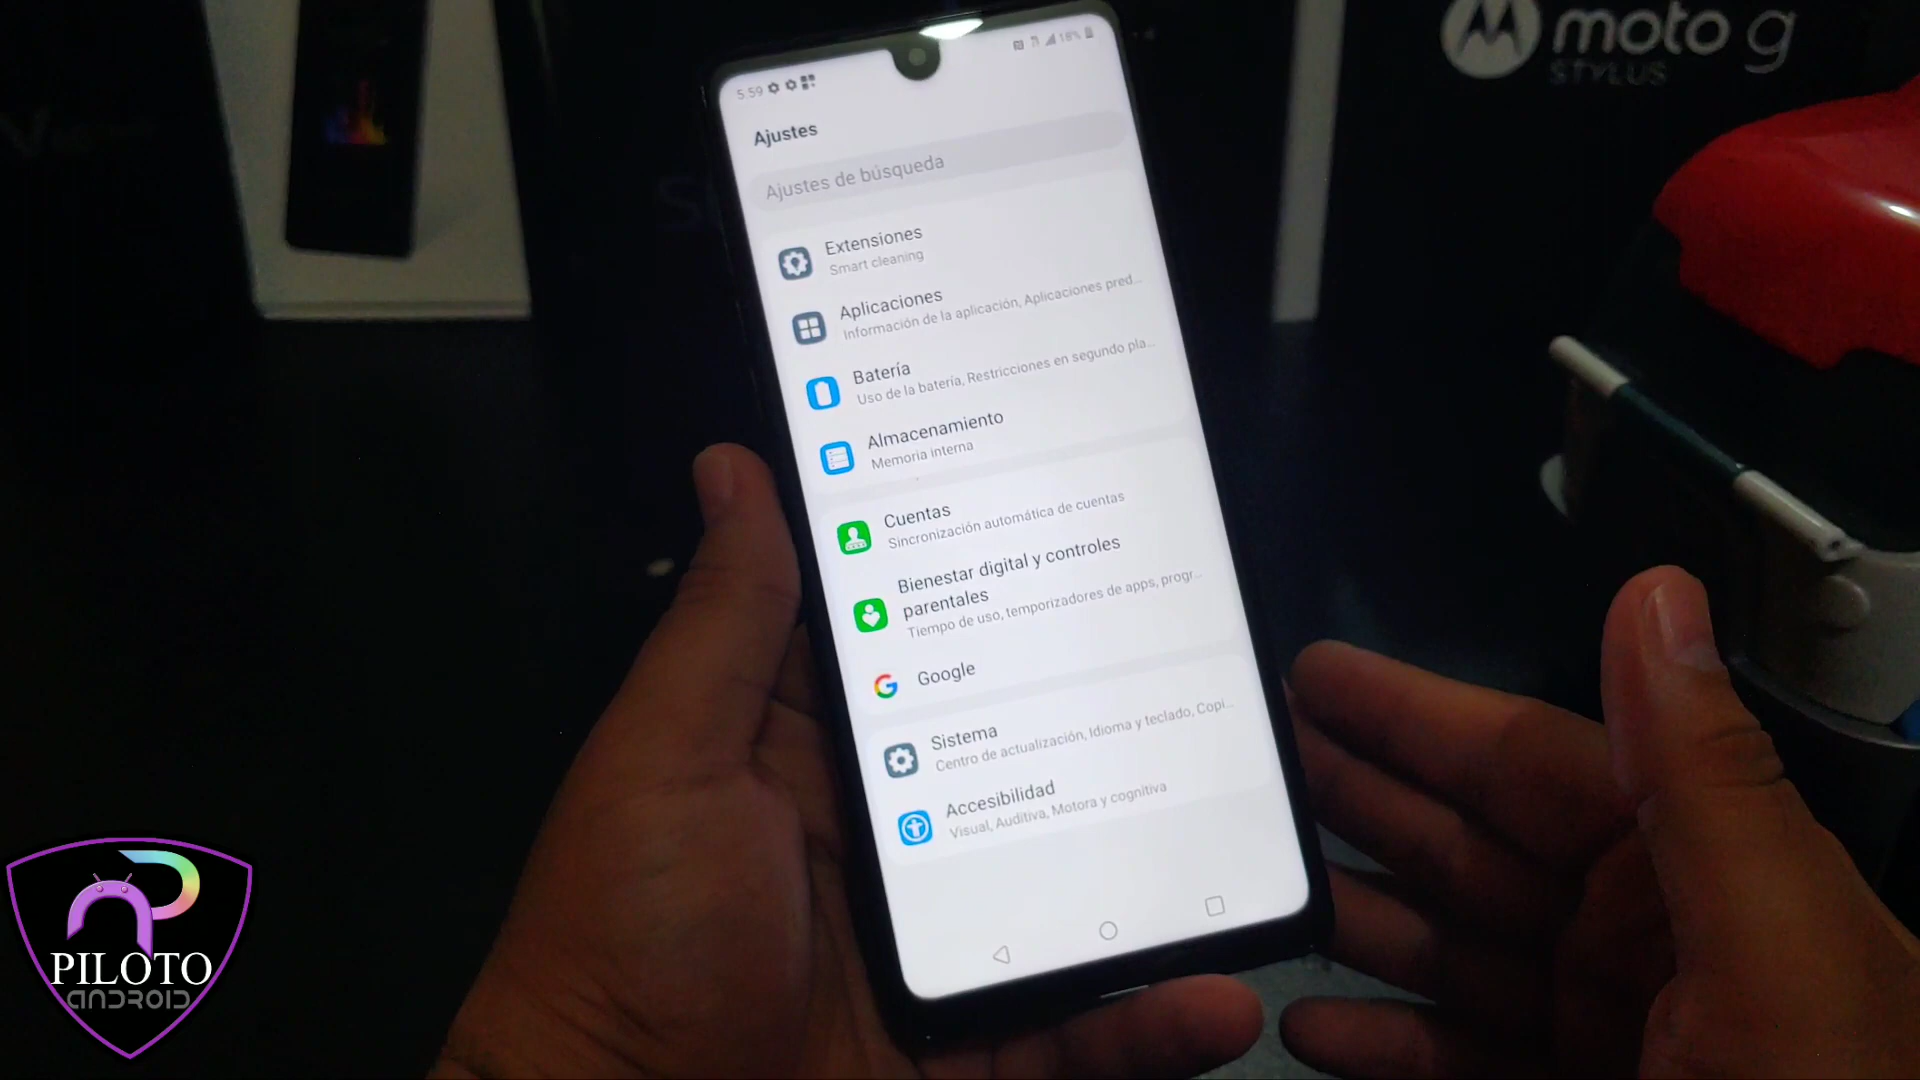 moto g
STYLUS
5:59
18%
Ajustes
Ajustes de búsqueda
Extensiones
Smart cleaning
Aplicaciones
Información de la aplicación, Aplicaciones pred...
Batería
Uso de la batería, Restricciones en segundo pla...
Almacenamiento
Memoria interna
Cuentas
Sincronización automática de cuentas
Bienestar digital y controles
parentales
Tiempo de uso, temporizadores de apps, progr...
Google
Sistema
Centro de actualización, Idioma y teclado, Copi...
Accesibilidad
Visual, Auditiva, Motora y cognitiva
PILOTO
ANDROID